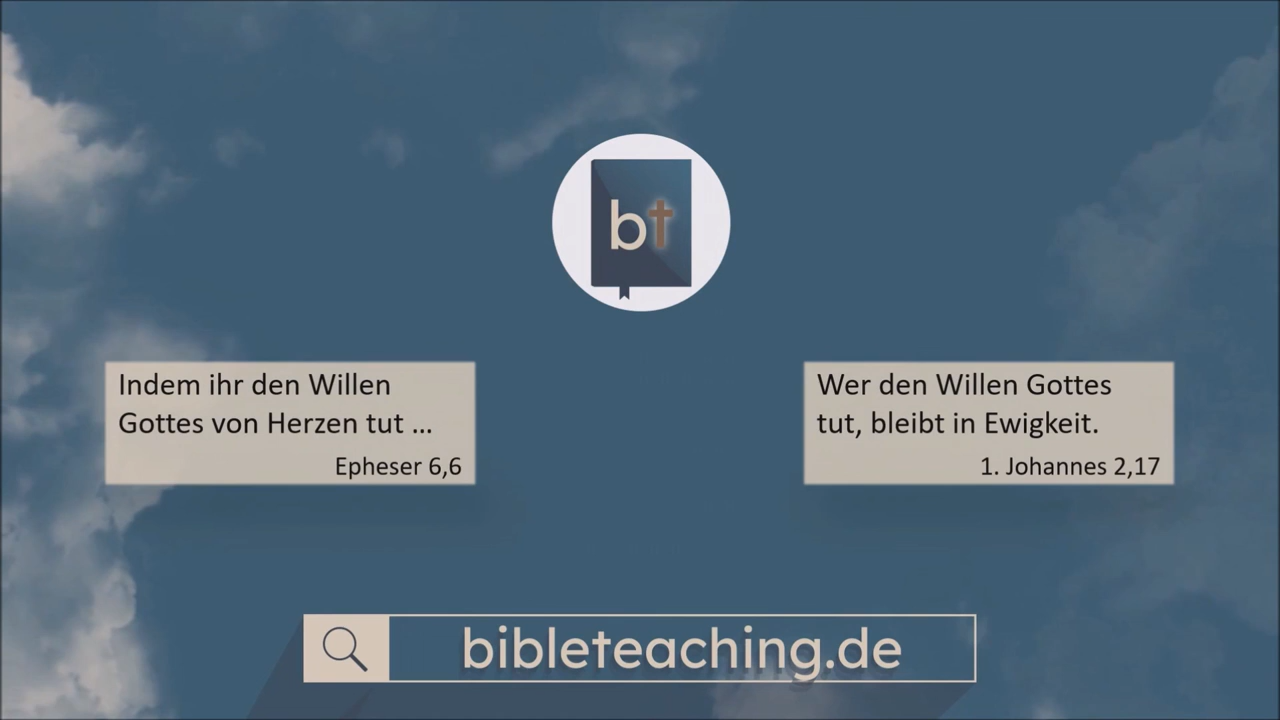 bt
Indem ihr den Willen
Gottes von Herzen tut ...
Epheser 6,6
Wer den Willen Gottes
tut, bleibt in Ewigkeit.
1. Johannes 2,17
bibleteaching.de